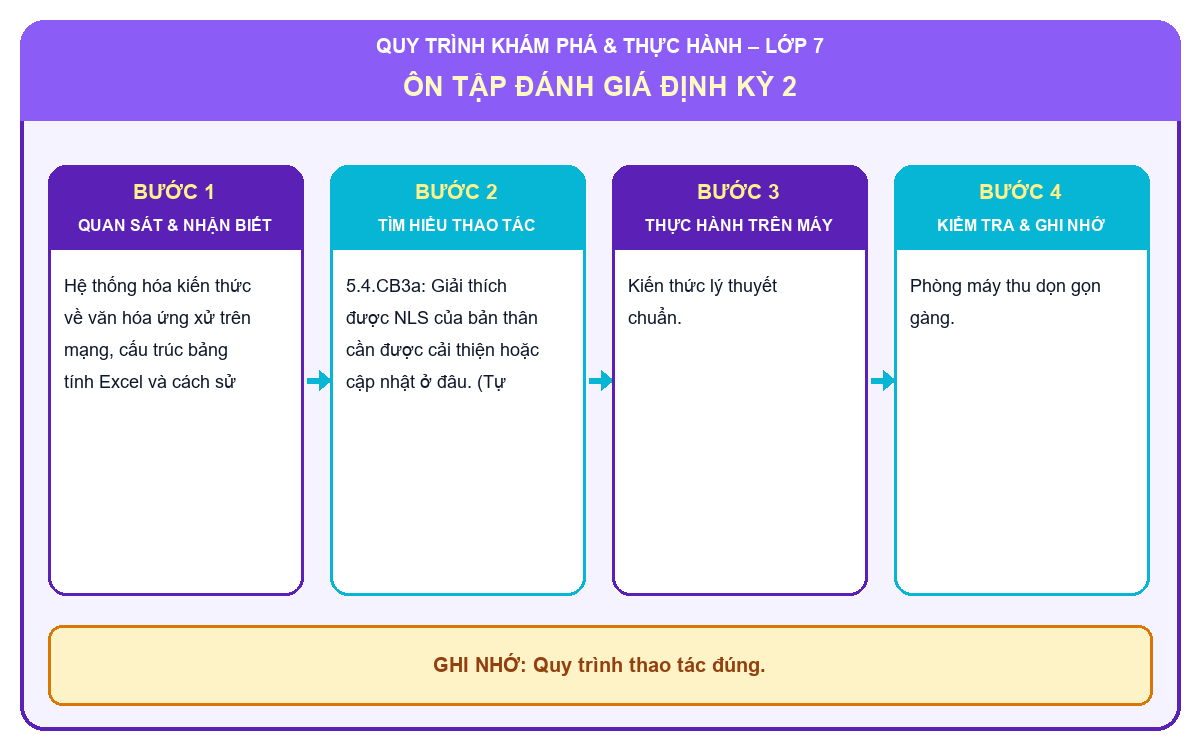 QUY TRÌNH KHÁM PHÁ & THỰC HÀNH – LỚP 7
ÔN TẬP ĐÁNH GIÁ ĐỊNH KỲ 2
BƯỚC 1
QUAN SÁT & NHẬN BIẾT
Hệ thống hóa kiến thức
về văn hóa ứng xử trên
mạng, cấu trúc bảng
tính Excel và cách sử
BƯỚC 2
TÌM HIỂU THAO TÁC
5.4.CB3a: Giải thích
được NLS của bản thân
cần được cải thiện hoặc
cập nhật ở đâu. (Tự
BƯỚC 3
THỰC HÀNH TRÊN MÁY
Kiến thức lý thuyết
chuẩn.
BƯỚC 4
KIỂM TRA & GHI NHỚ
Phòng máy thu dọn gọn
gàng.
GHI NHỚ: Quy trình thao tác đúng.